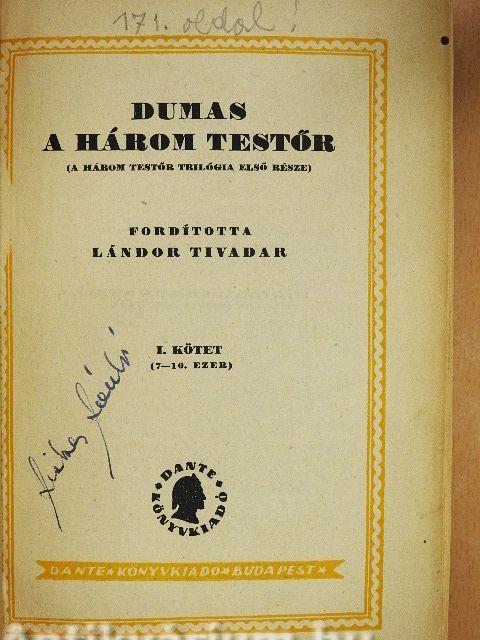 171. oldal!
DUMAS
A HÁROM TESTŐR
(A HÁROM TESTŐR TRILÓGIA ELSŐ RÉSZE)
FORDÍTOTTA
LÁNDOR TIVADAR
I. KÖTET
(7—10. EZER)
DANTE
KÖNYVKIADÓ
DANTE★KÖNYVKIADÓ★BUDAPEST★